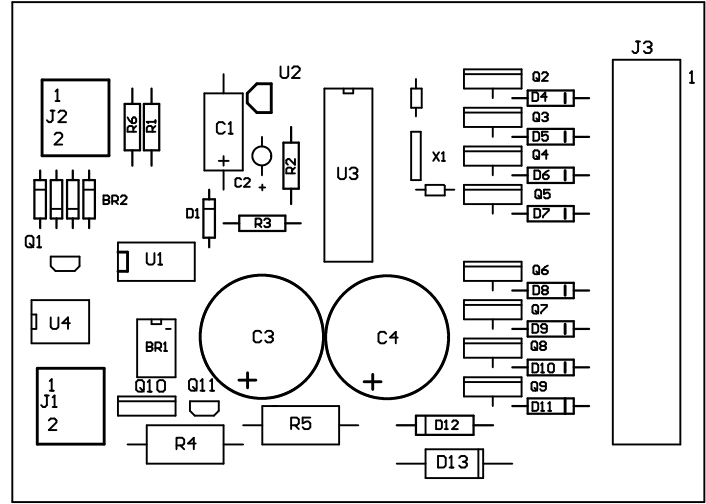 J3
1
U2
Q2
D4
1
J2
2
R6
R1
C1
+
C2
+
R2
U3
Q3
D5
X1
Q4
D6
Q5
D7
BR2
D1
R3
Q1
U1
U4
BR1
C3
+
C4
+
Q6
D8
Q7
D9
Q8
D10
Q9
D11
1
J1
2
Q10
Q11
R4
R5
D12
D13